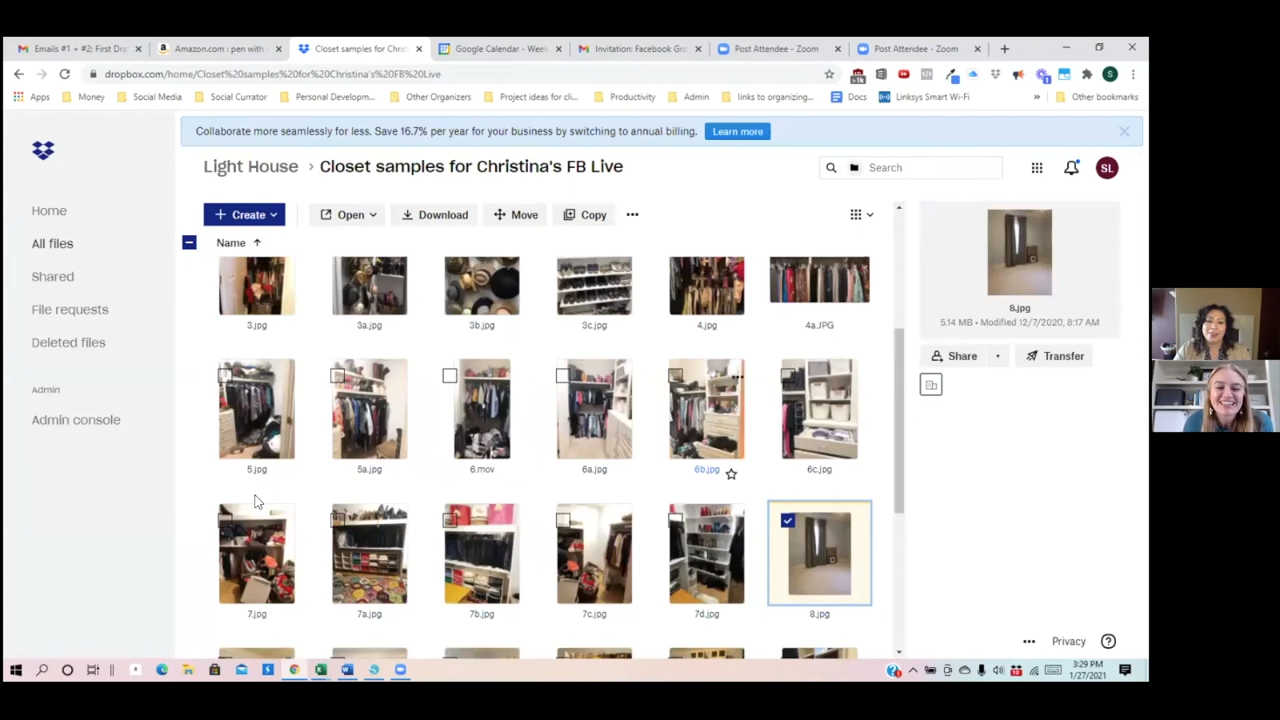 Emails #1 + #2: First Dra
Amazon.com : pen with
Closet samples for Chris
Google Calendar - Week
Invitation: Facebook Gro
Post Attendee - Zoom
Post Attendee - Zoom
dropbox.com/home/Closet%20samples%20for%20Christina's%20FB%20Live
S
Apps
Money
Social Media
Social Currator
Personal Developm...
Other Organizers
Project ideas for cli...
Productivity
Admin
links to organizing...
Docs
Linksys Smart Wi-Fi
»
Other bookmarks
Collaborate more seamlessly for less. Save 16.7% per year for your business by switching to annual billing.
Learn more
Light House › Closet samples for Christina's FB Live
Search
SL
Home
All files
Shared
File requests
Deleted files
Admin
Admin console
Create
Open
Download
Move
Copy
Name
3.jpg
3a.jpg
3b.jpg
3c.jpg
4.jpg
4a.JPG
5.jpg
5a.jpg
6.mov
6a.jpg
6b.jpg
6c.jpg
7.jpg
7a.jpg
7b.jpg
7c.jpg
7d.jpg
8.jpg
8.jpg
5.14 MB • Modified 12/7/2020, 8:17 AM
Share
Transfer
Privacy
3:29 PM
1/27/2021